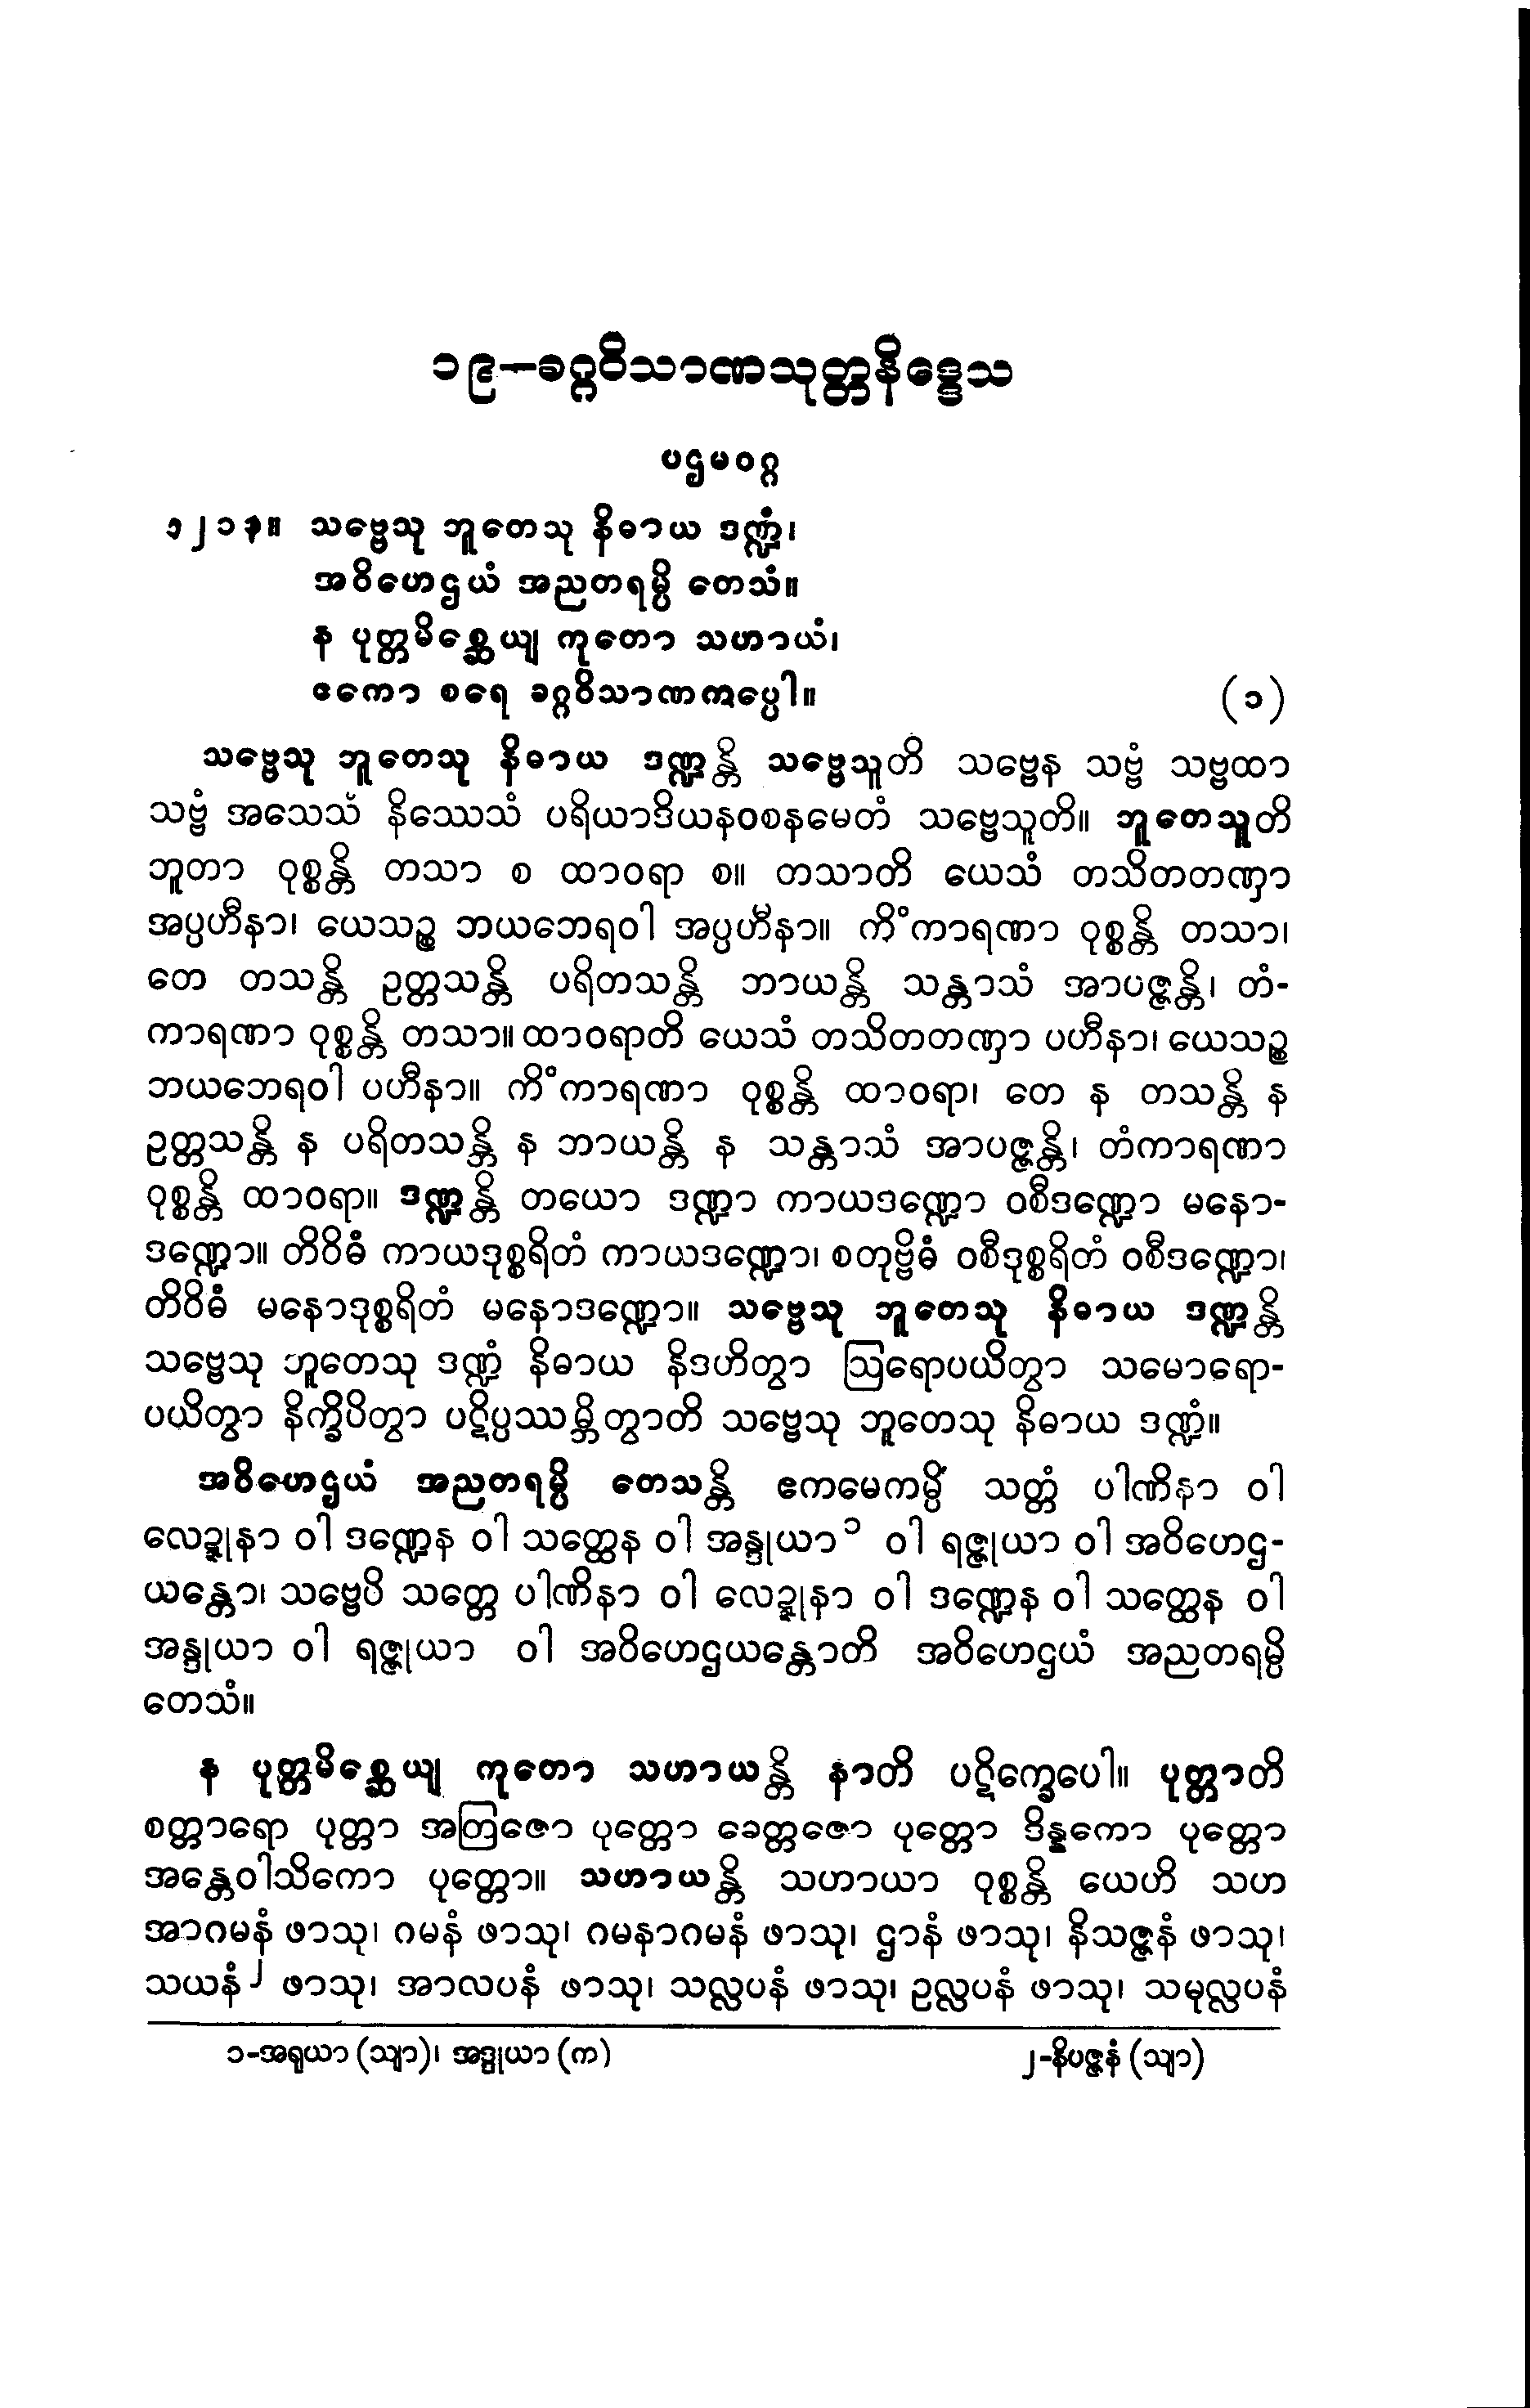 ၁၉−ခဂ္ဂဝိသာဏသုတ္တနိဒ္ဒေသ
ပဌမဝဂ္ဂ
၁၂၁။ သဗ္ဗေသု ဘူတေသု နိဓာယ ဒဏ္ဍံ၊
အဝိဟေဌယံ အညတရမ္ပိ တေသံ။
န ပုတ္တမိစ္ဆေယျ ကုတော သဟာယံ၊
ဧကော စရေ ခဂ္ဂဝိသာဏကပ္ပေါ။ (၁)
သဗ္ဗေသု ဘူတေသု နိဓာယ ဒဏ္ဍန္တိ သဗ္ဗေသူတိ သဗ္ဗေန သဗ္ဗံ သဗ္ဗထာ
သဗ္ဗံ အသေသံ နိဿေသံ ပရိယာဒိယနဝစနမေတံ သဗ္ဗေသူတိ။ ဘူတေသူတိ
ဘူတာ ဝုစ္စန္တိ တသာ စ ထာဝရာ စ။ တသာတိ ယေသံ တသိတတဏှာ
အပ္ပဟီနာ၊ ယေသဉ္စ ဘယဘေရဝါ အပ္ပဟီနာ။ ကိံကာရဏာ ဝုစ္စန္တိ တသာ၊
တေ တသန္တိ ဥတ္တသန္တိ ပရိတသန္တိ ဘာယန္တိ သန္တာသံ အာပဇ္ဇန္တိ၊ တံ-
ကာရဏာ ဝုစ္စန္တိ တသာ။ ထာဝရာတိ ယေသံ တသိတတဏှာ ပဟီနာ၊ ယေသဉ္စ
ဘယဘေရဝါ ပဟီနာ။ ကိံကာရဏာ ဝုစ္စန္တိ ထာဝရာ၊ တေ န တသန္တိ န
ဥတ္တသန္တိ န ပရိတသန္တိ န ဘာယန္တိ န သန္တာသံ အာပဇ္ဇန္တိ၊ တံကာရဏာ
ဝုစ္စန္တိ ထာဝရာ။ ဒဏ္ဍန္တိ တယော ဒဏ္ဍာ ကာယဒဏ္ဍော ဝစီဒဏ္ဍော မနော-
ဒဏ္ဍော။ တိဝိဓံ ကာယဒုစ္စရိတံ ကာယဒဏ္ဍော၊ စတုဗ္ဗိဓံ ဝစီဒုစ္စရိတံ ဝစီဒဏ္ဍော၊
တိဝိဓံ မနောဒုစ္စရိတံ မနောဒဏ္ဍော။ သဗ္ဗေသု ဘူတေသု နိဓာယ ဒဏ္ဍန္တိ
သဗ္ဗေသု ဘူတေသု ဒဏ္ဍံ နိဓာယ နိဒဟိတွာ ဩရောပယိတွာ သမောရော-
ပယိတွာ နိက္ခိပိတွာ ပဋိပ္ပဿမ္ဘိတွာတိ သဗ္ဗေသု ဘူတေသု နိဓာယ ဒဏ္ဍံ။
အဝိဟေဌယံ အညတရမ္ပိ တေသန္တိ ဧကမေကမ္ပိ သတ္တံ ပါဏိနာ ဝါ
လေဍ္ဍုနာ ဝါ ဒဏ္ဍေန ဝါ သတ္ထေန ဝါ အန္ဒုယာ၁ ဝါ ရဇ္ဇုယာ ဝါ အဝိဟေဌ-
ယန္တော၊ သဗ္ဗေပိ သတ္တေ ပါဏိနာ ဝါ လေဍ္ဍုနာ ဝါ ဒဏ္ဍေန ဝါ သတ္ထေန ဝါ
အန္ဒုယာ ဝါ ရဇ္ဇုယာ ဝါ အဝိဟေဌယန္တောတိ အဝိဟေဌယံ အညတရမ္ပိ
တေသံ။
န ပုတ္တမိစ္ဆေယျ ကုတော သဟာယန္တိ နာတိ ပဋိက္ခေပေါ။ ပုတ္တာတိ
စတ္တာရော ပုတ္တာ အတြဇော ပုတ္တော ခေတ္တဇော ပုတ္တော ဒိန္နကော ပုတ္တော
အန္တေဝါသိကော ပုတ္တော။ သဟာယန္တိ သဟာယာ ဝုစ္စန္တိ ယေဟိ သဟ
အာဂမနံ ဖာသု၊ ဂမနံ ဖာသု၊ ဂမနာဂမနံ ဖာသု၊ ဌာနံ ဖာသု၊ နိသဇ္ဇနံ ဖာသု၊
သယနံ၂ ဖာသု၊ အာလပနံ ဖာသု၊ သလ္လပနံ ဖာသု၊ ဥလ္လပနံ ဖာသု၊ သမုလ္လပနံ
၁-အရုယာ (သျာ)၊ အဒ္ဒုယာ (က) ၂-နိပဇ္ဇနံ (သျာ)